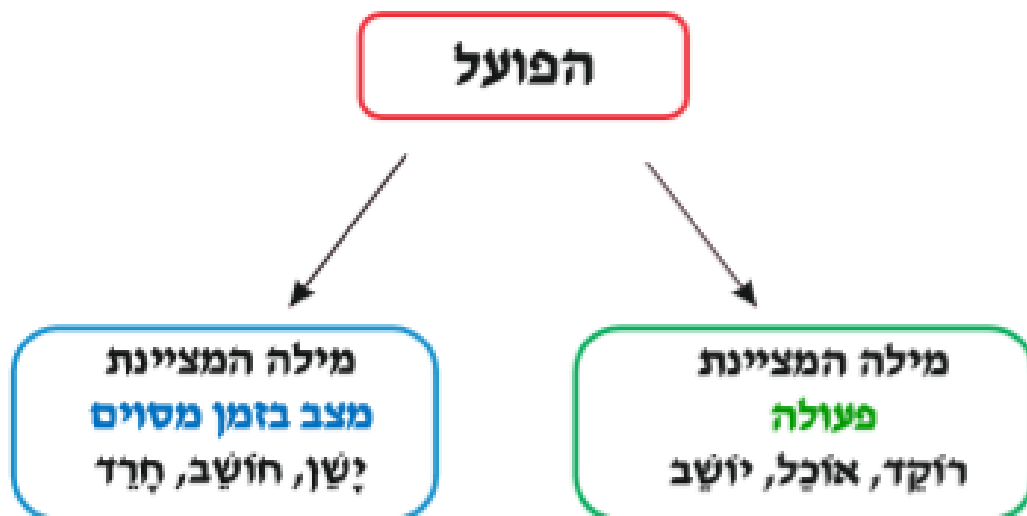 הפועל
מילה המציינת
פעולה
רוֹקֵד, אוֹכֵל, יוֹשֵׁב
מילה המציינת
מצב בזמן מסוים
יָשֵׁן, חוֹשֵׁב, חָרֵד